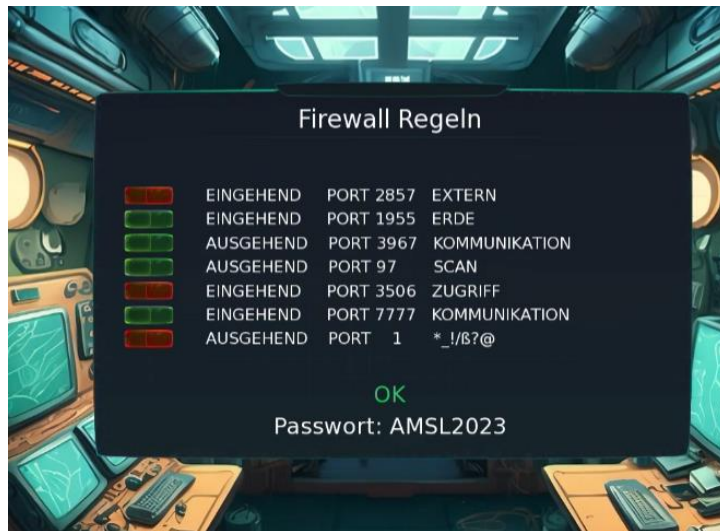 Firewall Regeln
EINGEHEND PORT 2857 EXTERN
EINGEHEND PORT 1955 ERDE
AUSGEHEND PORT 3967 KOMMUNIKATION
AUSGEHEND PORT 97 SCAN
EINGEHEND PORT 3506 ZUGRIFF
EINGEHEND PORT 7777 KOMMUNIKATION
AUSGEHEND PORT 1 *_!/ß?@
OK
Passwort: AMSL2023